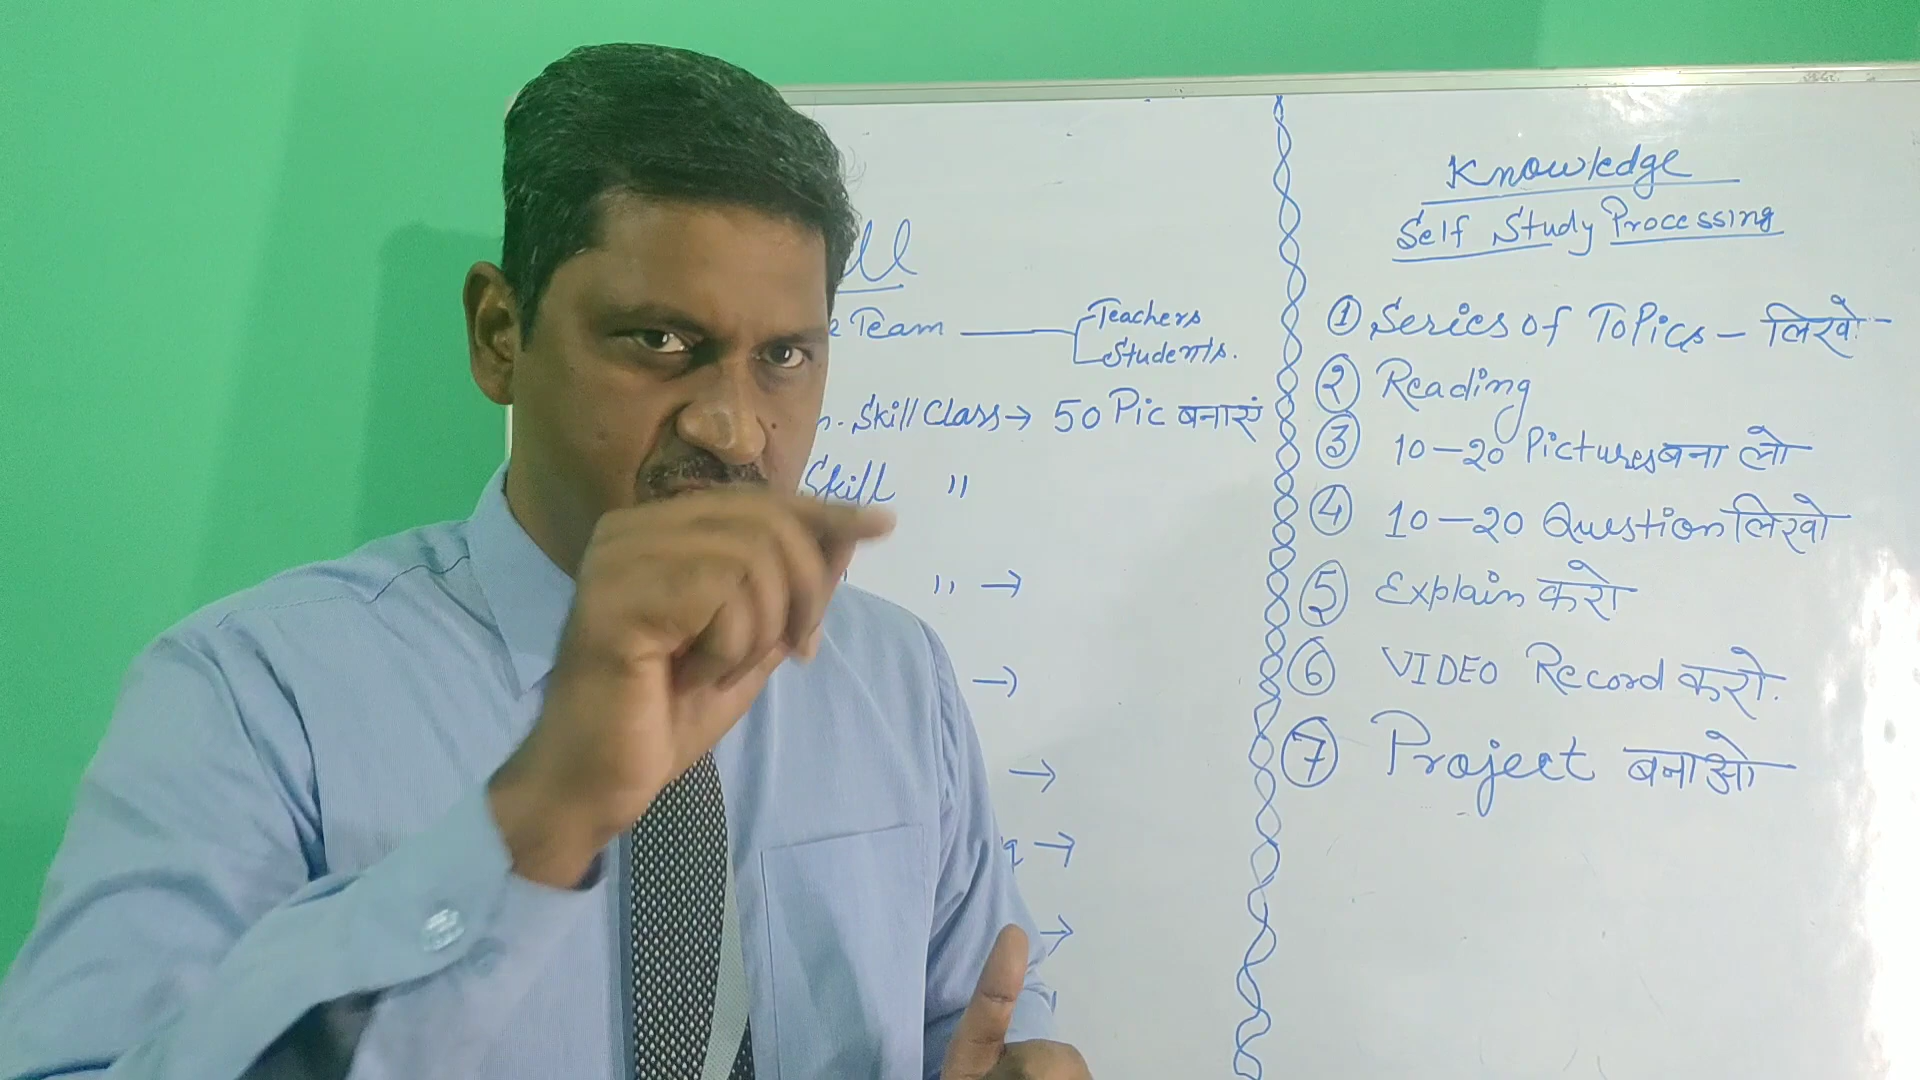 Team — Teachers
Students.
Skill Class → 50 Pic बनाएं
Skill "
" →
→
→
→
→
Knowledge
Self Study Processing
① Series of Topics – लिखो
② Reading
③ 10–20 Pictures बना लो
④ 10–20 Question लिखो
⑤ Explain करो
⑥ VIDEO Record करो.
⑦ Project बनाओ